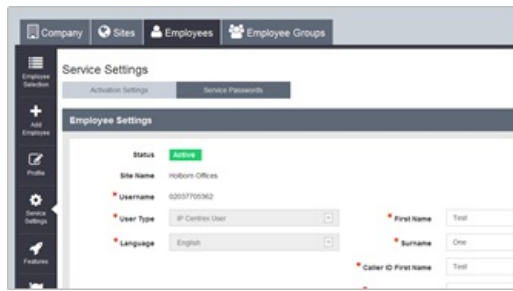 Company Sites Employees Employee Groups
Employee Selection
Add Employee
Profile
Service Settings
Features
Service Settings
Activation Settings Service Passwords
Employee Settings
Status Active
Site Name Holborn Offices
* Username 02037705362
* User Type IP Centrex User * First Name Test
* Language English * Surname One
* Caller ID First Name Test